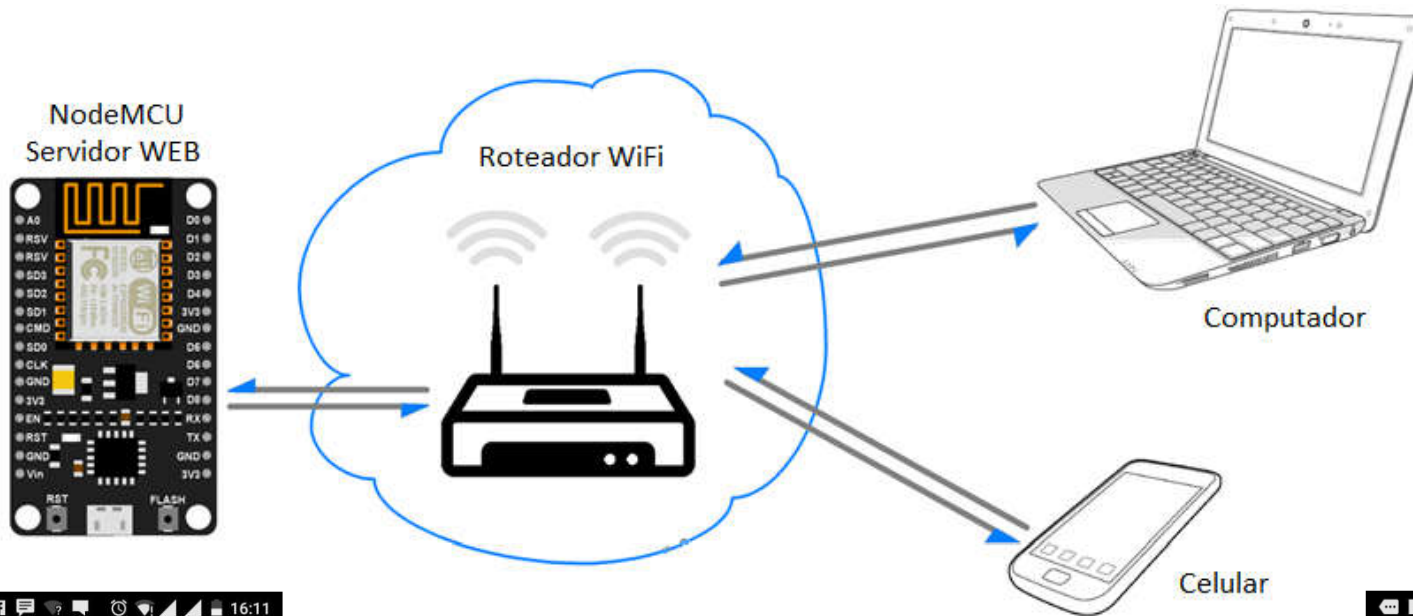 NodeMCU
Servidor WEB
Roteador WiFi
Computador
Celular
A0
RSV
RSV
SD3
SD2
SD1
CMD
SD0
CLK
GND
3V3
EN
RST
GND
Vin
D0
D1
D2
D3
D4
3V3
GND
D5
D6
D7
D8
RX
TX
GND
3V3
FC
WiFi
RST
FLASH
16:11